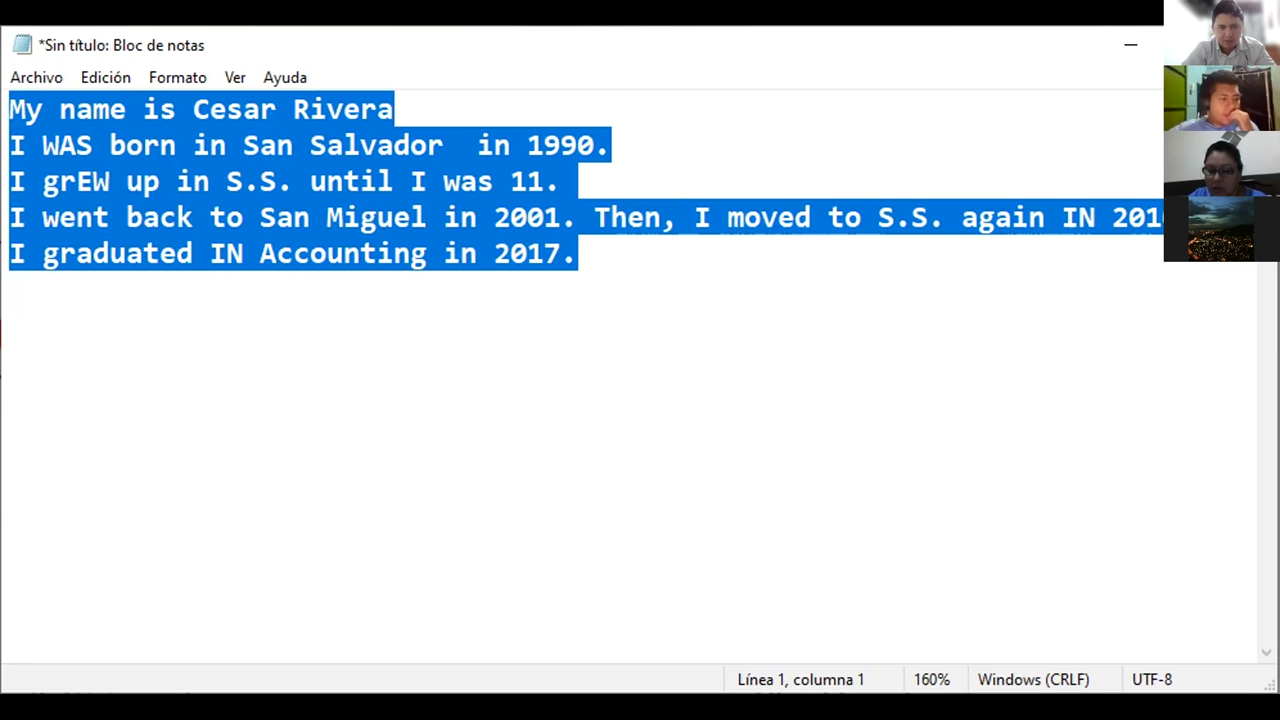 *Sin título: Bloc de notas
Archivo Edición Formato Ver Ayuda
My name is Cesar Rivera
I WAS born in San Salvador  in 1990.
I grEW up in S.S. until I was 11.
I went back to San Miguel in 2001. Then, I moved to S.S. again IN
I graduated IN Accounting in 2017.
Línea 1, columna 1 160% Windows (CRLF) UTF-8